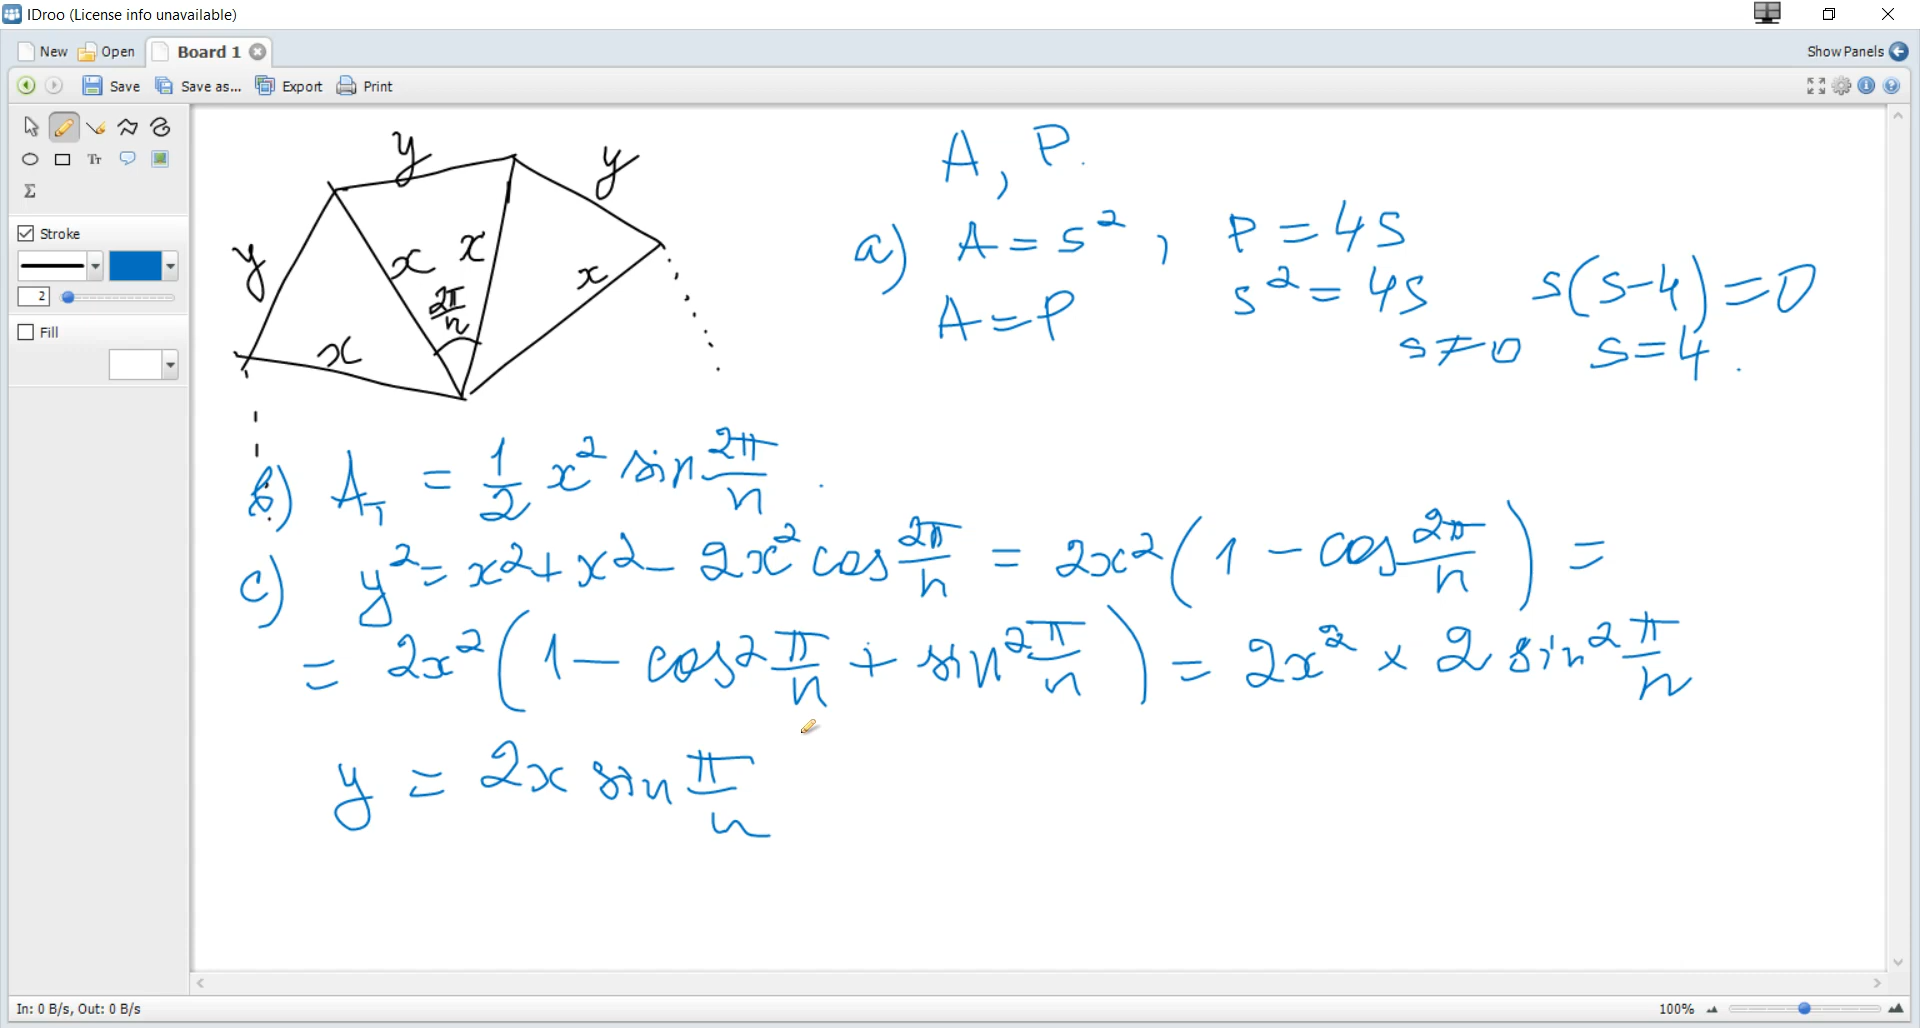 IDroo (License info unavailable)
New Open Board 1 Show Panels
Save Save as... Export Print
Tт
Σ
Stroke
2
Fill
y y
y x x x
2π/n
x
A, P.
a) A = s², P = 4s
A = P s² = 4s s(s-4) = 0
s ≠ 0 s = 4.
b) A_T = 1/2 x² sin 2π/n.
c) y² = x² + x² - 2x² cos 2π/n = 2x² (1 - cos 2π/n) =
= 2x² (1 - cos² π/n + sin² π/n) = 2x² × 2 sin² π/n
y = 2x sin π/n
In: 0 B/s, Out: 0 B/s 100%